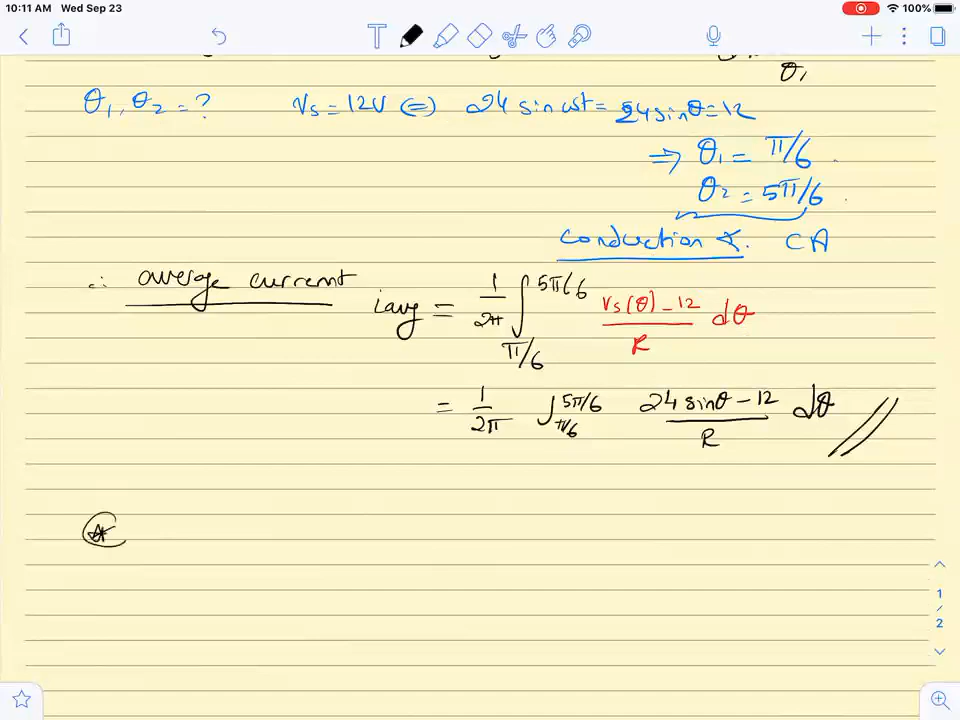 10:11 AM Wed Sep 23
100%
θ₁
θ₁, θ₂ = ? Vs = 12V (=) 24 sin ωt = 24 sinθ = 12
⇒ θ₁ = π/6
θ₂ = 5π/6
conduction ∢. CA
∴ average current
iavg = 1/2π ∫_{π/6}^{5π/6} (Vs(θ) - 12)/R dθ
= 1/2π ∫_{π/6}^{5π/6} (24 sinθ - 12)/R dθ //
1
/
2